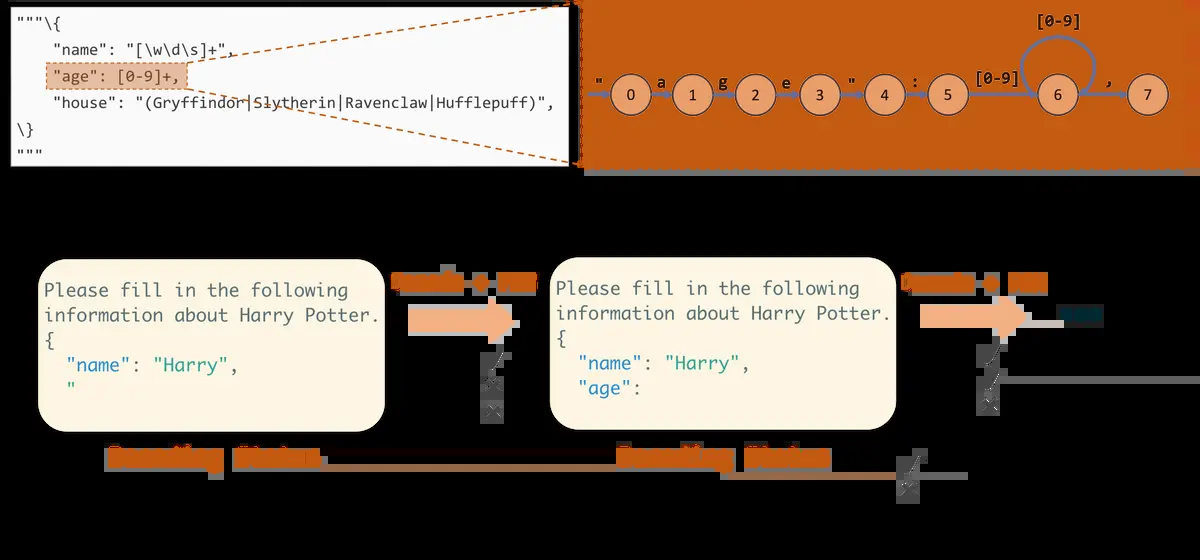 """\{
"name": "[\w\d\s]+",
"age": [0-9]+,
"house": "(Gryffindor|Slytherin|Ravenclaw|Hufflepuff)",
\}
"""
[0-9]
" a g e " : [0-9] ,
0 1 2 3 4 5 6 7
Please fill in the following
information about Harry Potter.
{
"name": "Harry",
"
Please fill in the following
information about Harry Potter.
{
"name": "Harry",
"age":